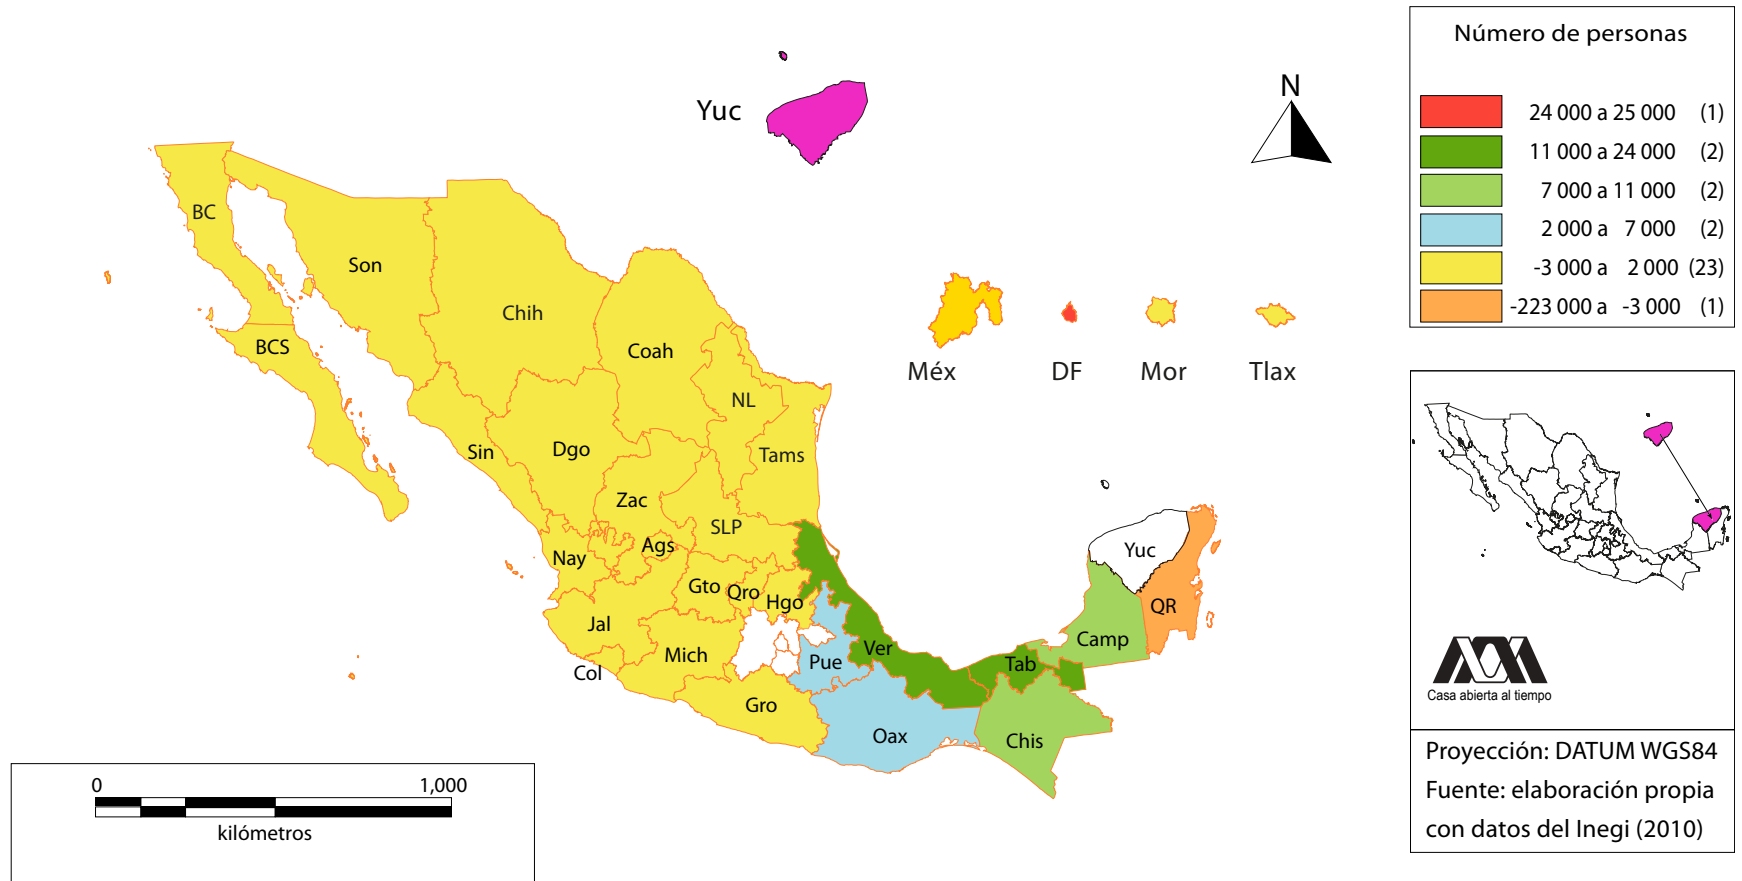 Número de personas
24 000 a 25 000 (1)
11 000 a 24 000 (2)
7 000 a 11 000 (2)
2 000 a 7 000 (2)
-3 000 a 2 000 (23)
-223 000 a -3 000 (1)
N
Yuc
BC
Son
Chih
BCS
Coah
NL
Sin
Dgo
Tams
Zac
SLP
Nay
Ags
Gto
Qro
Hgo
Jal
Mich
Col
Gro
Pue
Ver
Oax
Tab
Chis
Camp
QR
Yuc
Méx
DF
Mor
Tlax
0 1,000
kilómetros
Casa abierta al tiempo
Proyección: DATUM WGS84
Fuente: elaboración propia
con datos del Inegi (2010)